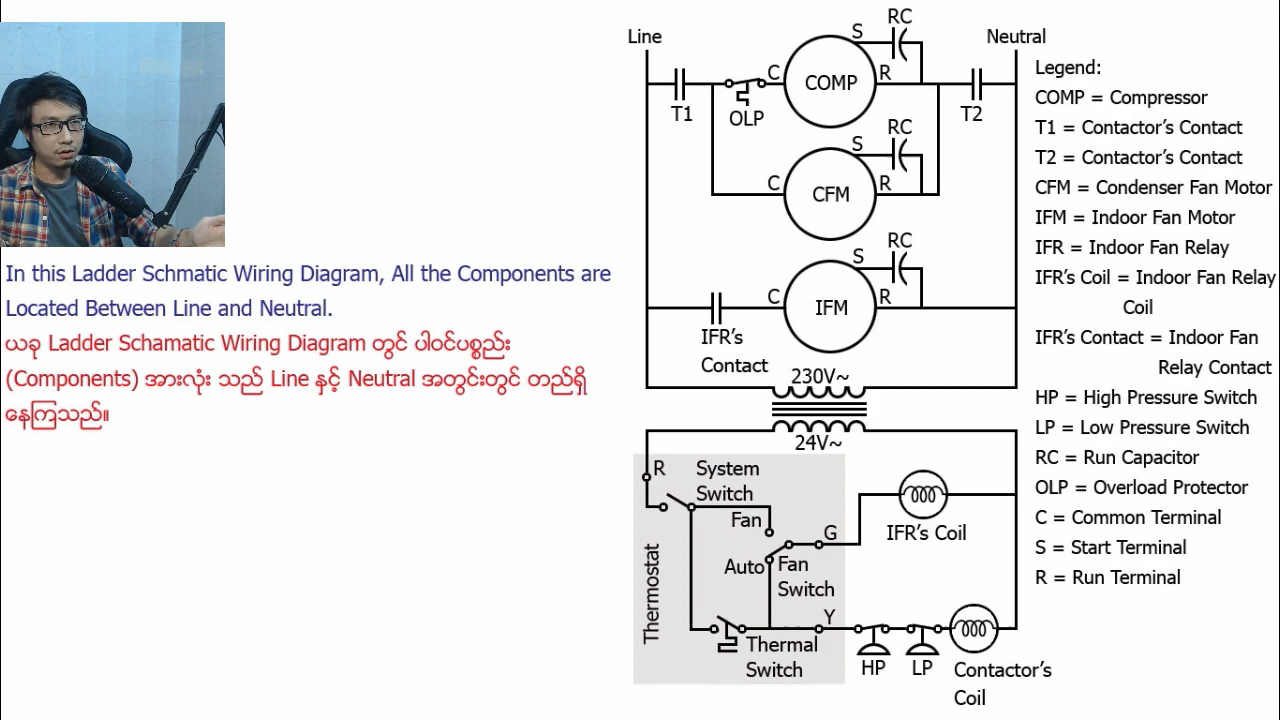 In this Ladder Schmatic Wiring Diagram, All the Components are
Located Between Line and Neutral.
ယခု Ladder Schamatic Wiring Diagram တွင် ပါဝင်ပစ္စည်း
(Components) အားလုံး သည် Line နှင့် Neutral အတွင်းတွင် တည်ရှိ
နေကြသည်။
Line
Neutral
RC
S
C
COMP
R
T1
OLP
T2
RC
S
C
CFM
R
RC
S
C
IFM
R
IFR's
Contact
230V~
24V~
R
System
Switch
Fan
G
IFR's Coil
Auto
Fan
Switch
Thermostat
Y
Thermal
Switch
HP
LP
Contactor's
Coil
Legend:
COMP = Compressor
T1 = Contactor's Contact
T2 = Contactor's Contact
CFM = Condenser Fan Motor
IFM = Indoor Fan Motor
IFR = Indoor Fan Relay
IFR's Coil = Indoor Fan Relay
Coil
IFR's Contact = Indoor Fan
Relay Contact
HP = High Pressure Switch
LP = Low Pressure Switch
RC = Run Capacitor
OLP = Overload Protector
C = Common Terminal
S = Start Terminal
R = Run Terminal